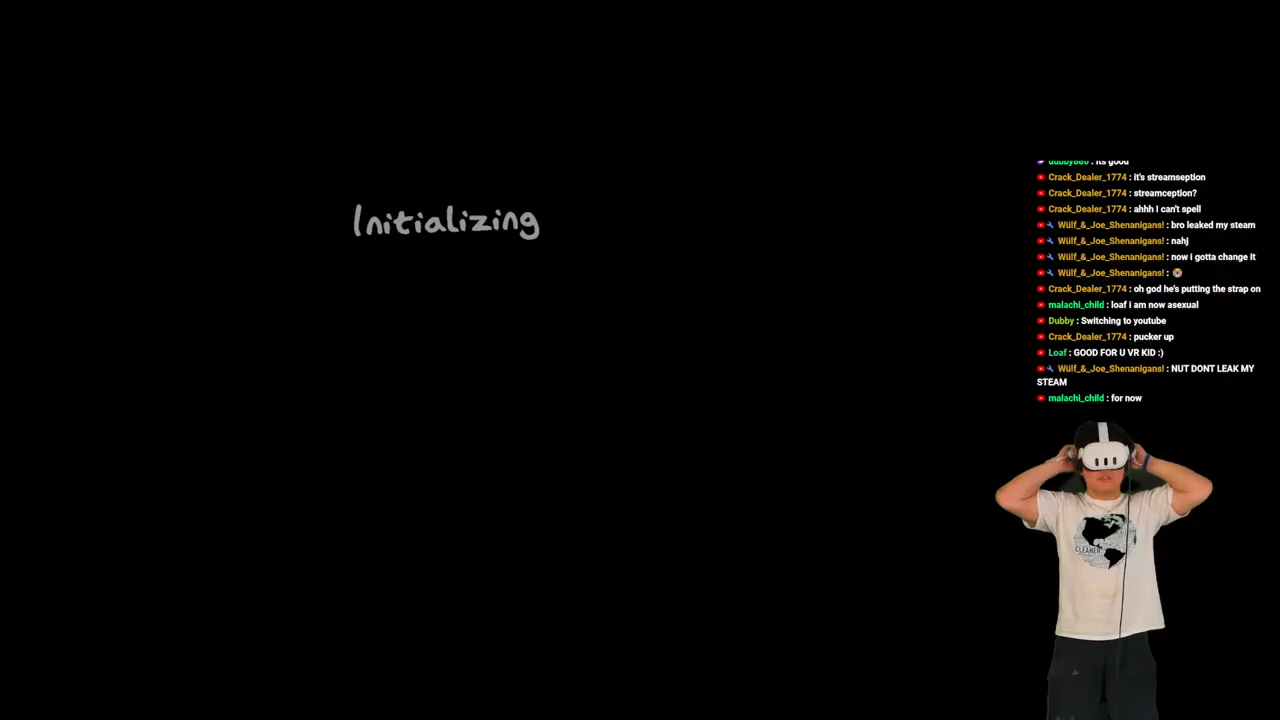 dubby860 : its good
Crack_Dealer_1774 : it's streamseption
Crack_Dealer_1774 : streamception?
Initializing
Crack_Dealer_1774 : ahhh I can't spell
Wülf_&_Joe_Shenanigans! : bro leaked my steam
Wülf_&_Joe_Shenanigans! : nahj
Wülf_&_Joe_Shenanigans! : now i gotta change it
Wülf_&_Joe_Shenanigans! :
Crack_Dealer_1774 : oh god he's putting the strap on
malachi_child : loaf i am now asexual
Dubby : Switching to youtube
Crack_Dealer_1774 : pucker up
Loaf : GOOD FOR U VR KID :)
Wülf_&_Joe_Shenanigans! : NUT DONT LEAK MY
STEAM
malachi_child : for now
CLEANER